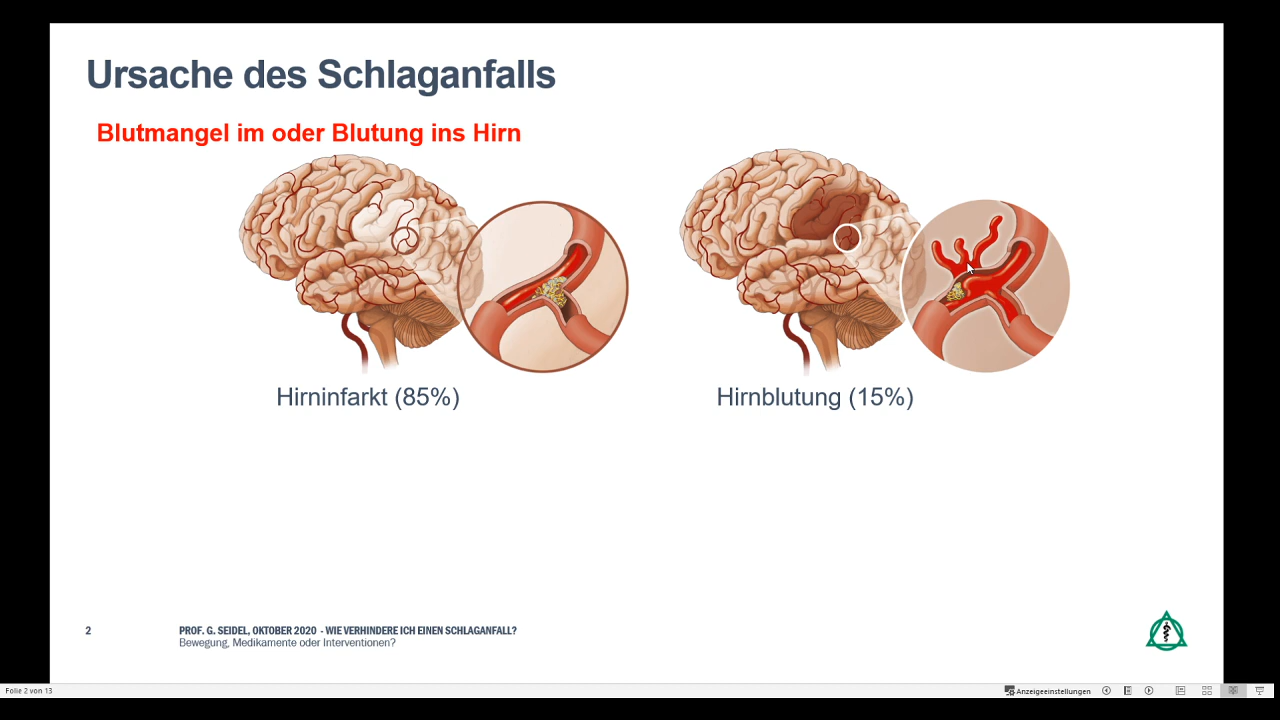 Ursache des Schlaganfalls
Blutmangel im oder Blutung ins Hirn
Hirninfarkt (85%)
Hirnblutung (15%)
2
PROF. G. SEIDEL, OKTOBER 2020 - WIE VERHINDERE ICH EINEN SCHLAGANFALL?
Bewegung, Medikamente oder Interventionen?
Folie 2 von 13
Anzeigeeinstellungen